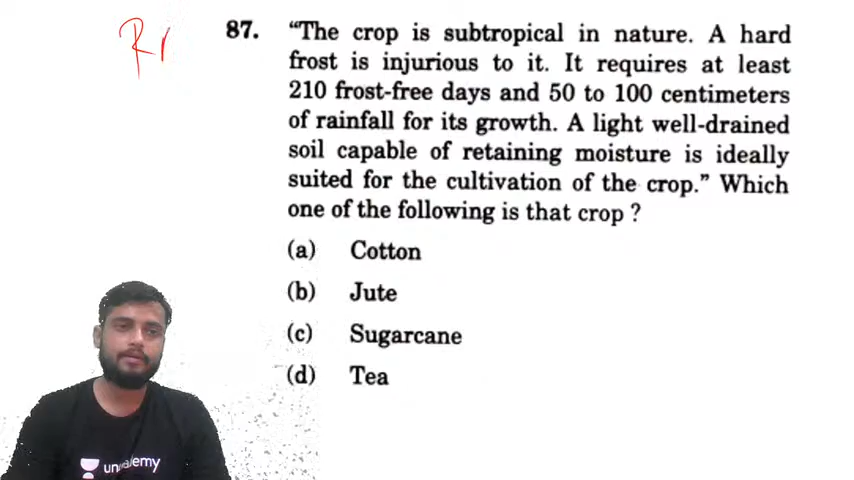 Rr
87. "The crop is subtropical in nature. A hard
frost is injurious to it. It requires at least
210 frost-free days and 50 to 100 centimeters
of rainfall for its growth. A light well-drained
soil capable of retaining moisture is ideally
suited for the cultivation of the crop." Which
one of the following is that crop ?
(a) Cotton
(b) Jute
(c) Sugarcane
(d) Tea
unacademy